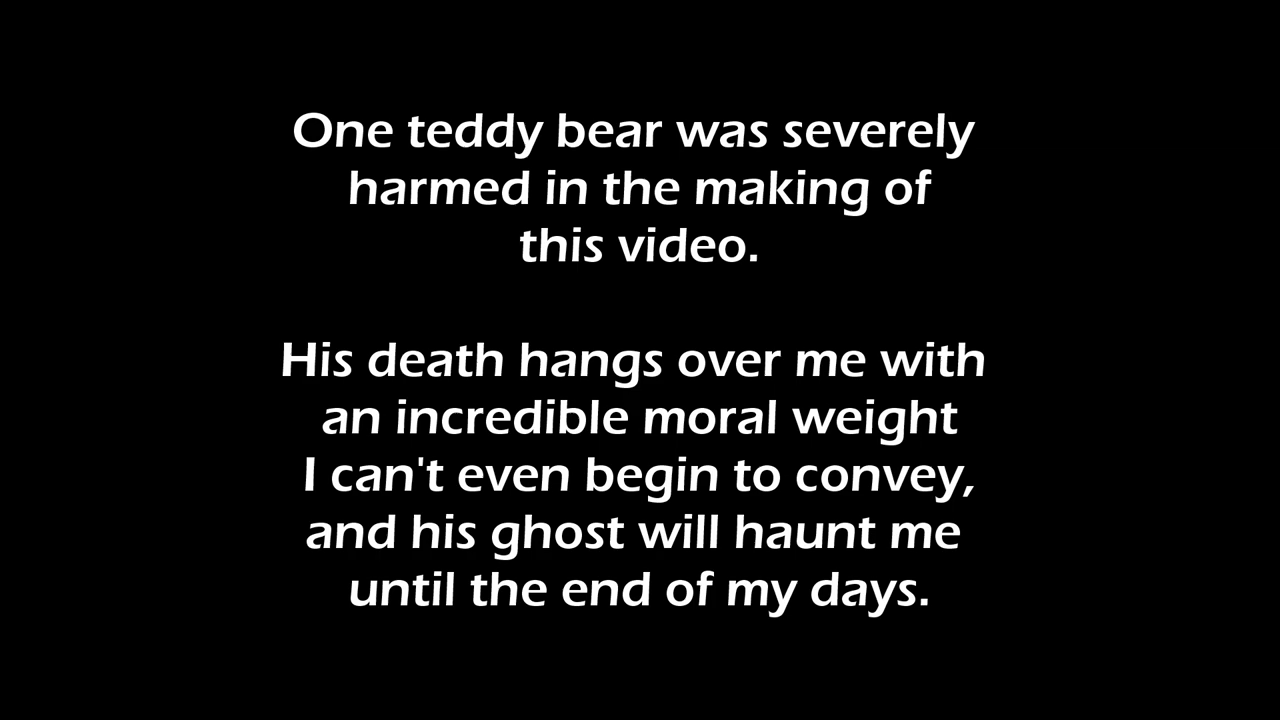 One teddy bear was severely
harmed in the making of
this video.
His death hangs over me with
an incredible moral weight
I can't even begin to convey,
and his ghost will haunt me
until the end of my days.